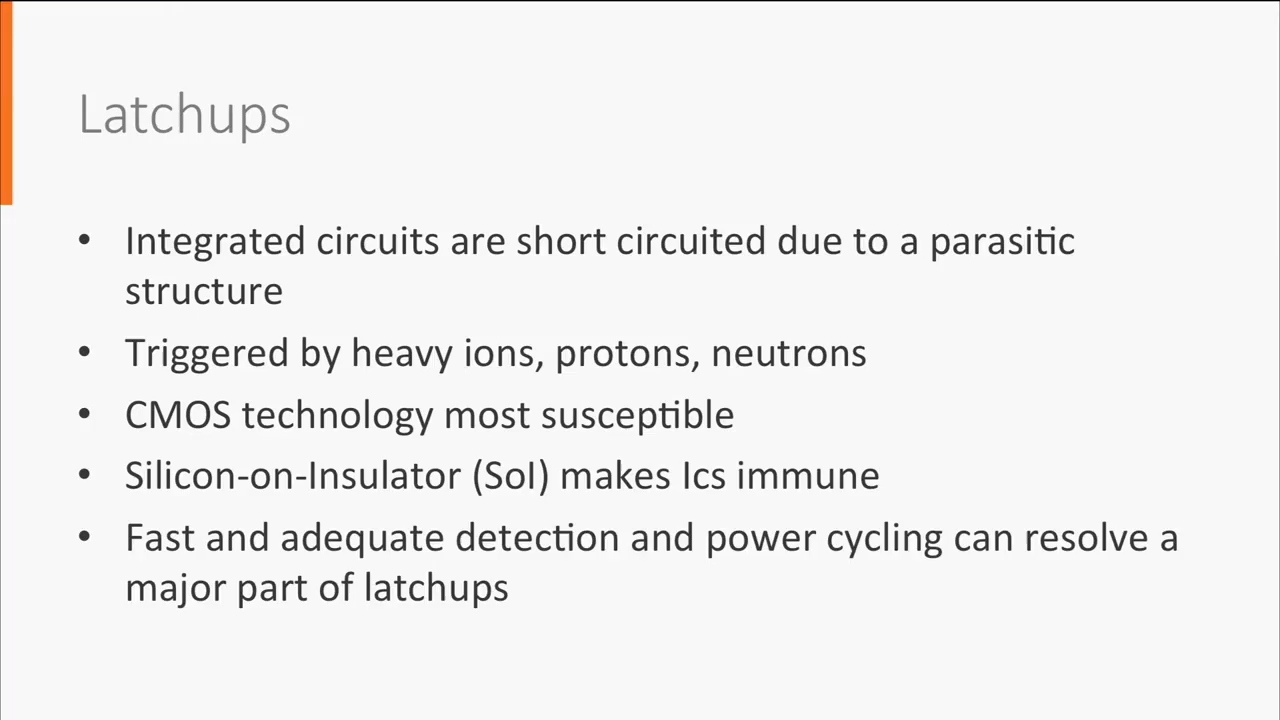 Latchups
• Integrated circuits are short circuited due to a parasitic
structure
• Triggered by heavy ions, protons, neutrons
• CMOS technology most susceptible
• Silicon-on-Insulator (SoI) makes Ics immune
• Fast and adequate detection and power cycling can resolve a
major part of latchups